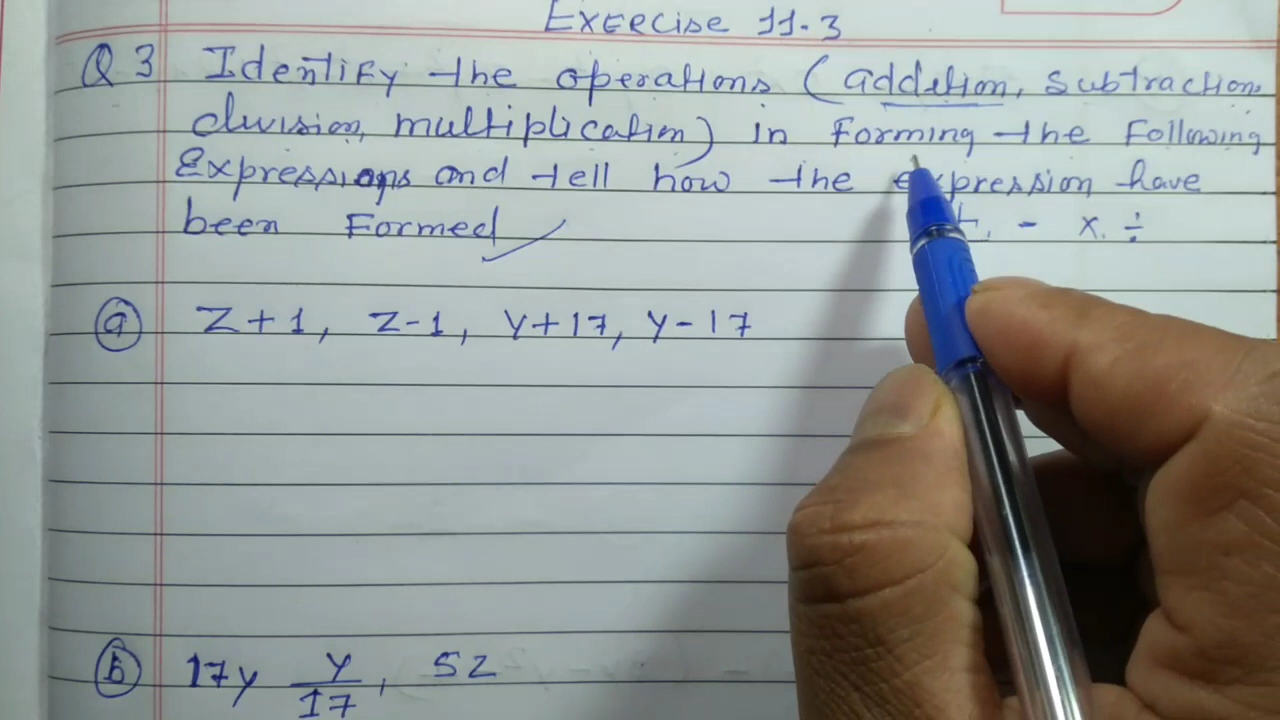 Exercise 11.3
Q 3 Identify the operations (addition, subtraction,
division, multiplication) in Forming the Following
Expressions and tell how the expression have
been Formed
+, - x, ÷
(a) Z+1, Z-1, Y+17, Y-17
(b) 17y y/17, 5z